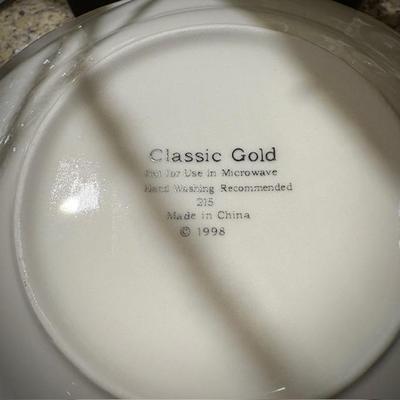 Classic Gold
Not for Use in Microwave
Hand Washing Recommended
215
Made in China
© 1998